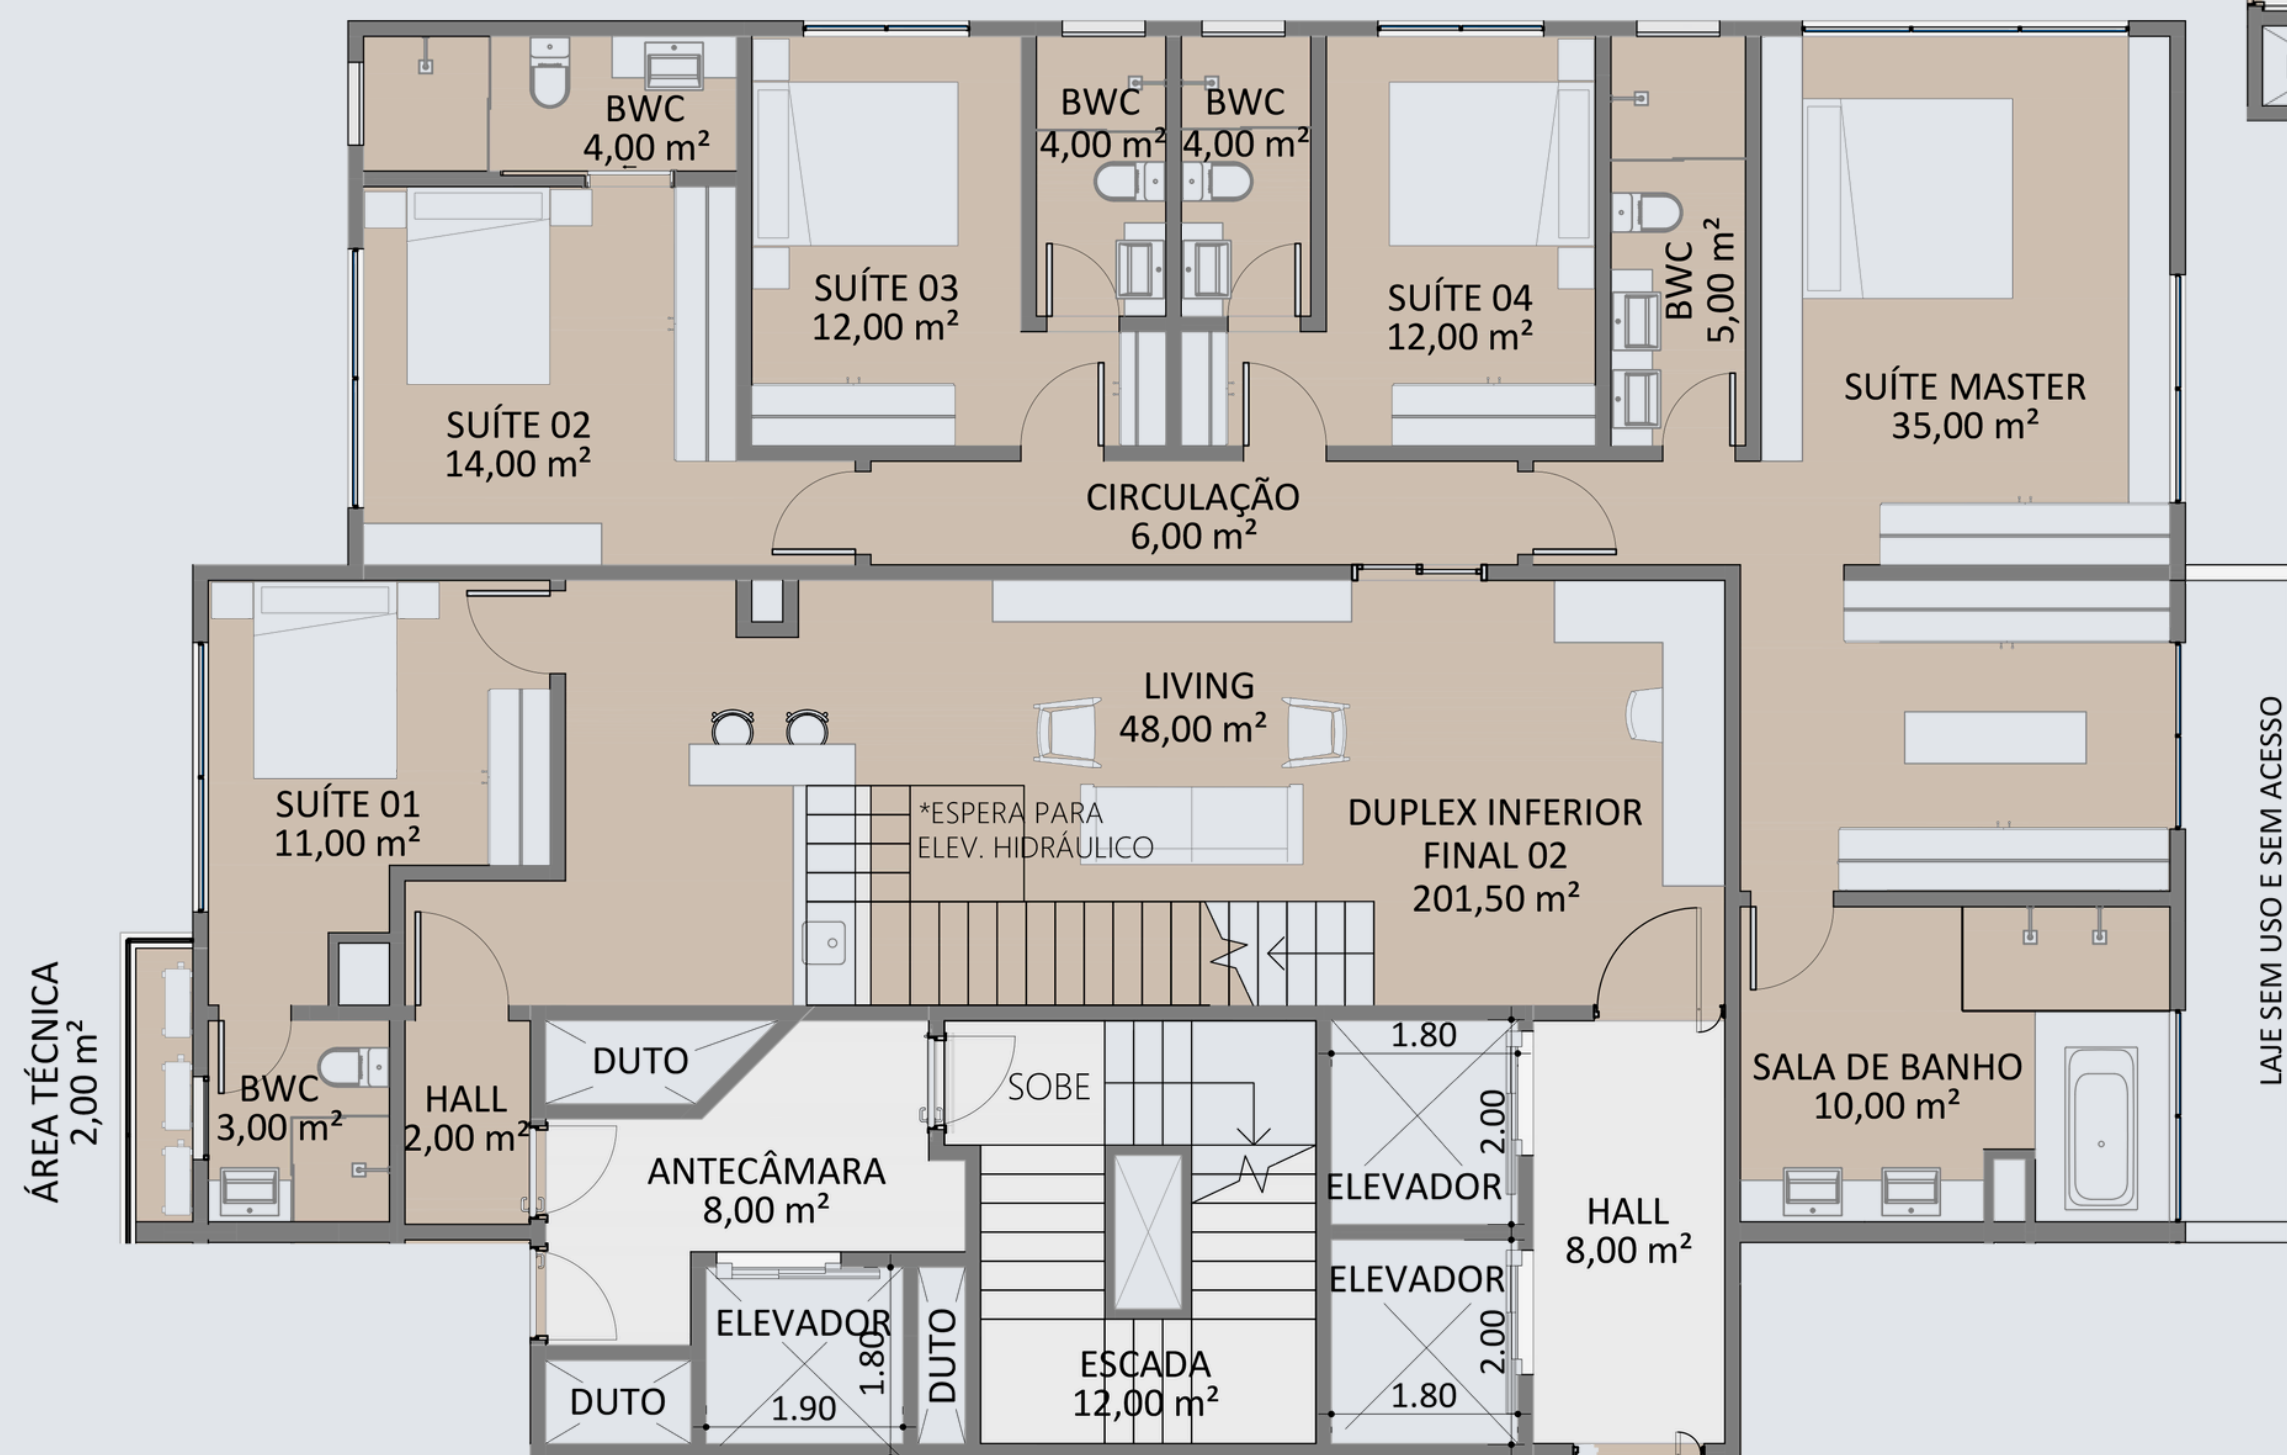 BWC
4,00 m²
BWC
4,00 m²
BWC
4,00 m²
BWC
5,00 m²
SUÍTE 03
12,00 m²
SUÍTE 04
12,00 m²
SUÍTE MASTER
35,00 m²
SUÍTE 02
14,00 m²
CIRCULAÇÃO
6,00 m²
LIVING
48,00 m²
SUÍTE 01
11,00 m²
*ESPERA PARA
ELEV. HIDRÁULICO
DUPLEX INFERIOR
FINAL 02
201,50 m²
LAJE SEM USO E SEM ACESSO
ÁREA TÉCNICA
2,00 m²
BWC
3,00 m²
HALL
2,00 m²
DUTO
SOBE
1.80
2.00
ELEVADOR
SALA DE BANHO
10,00 m²
ANTECÂMARA
8,00 m²
HALL
8,00 m²
ELEVADOR
2.00
1.80
ELEVADOR
1.80
1.90
DUTO
DUTO
ESCADA
12,00 m²